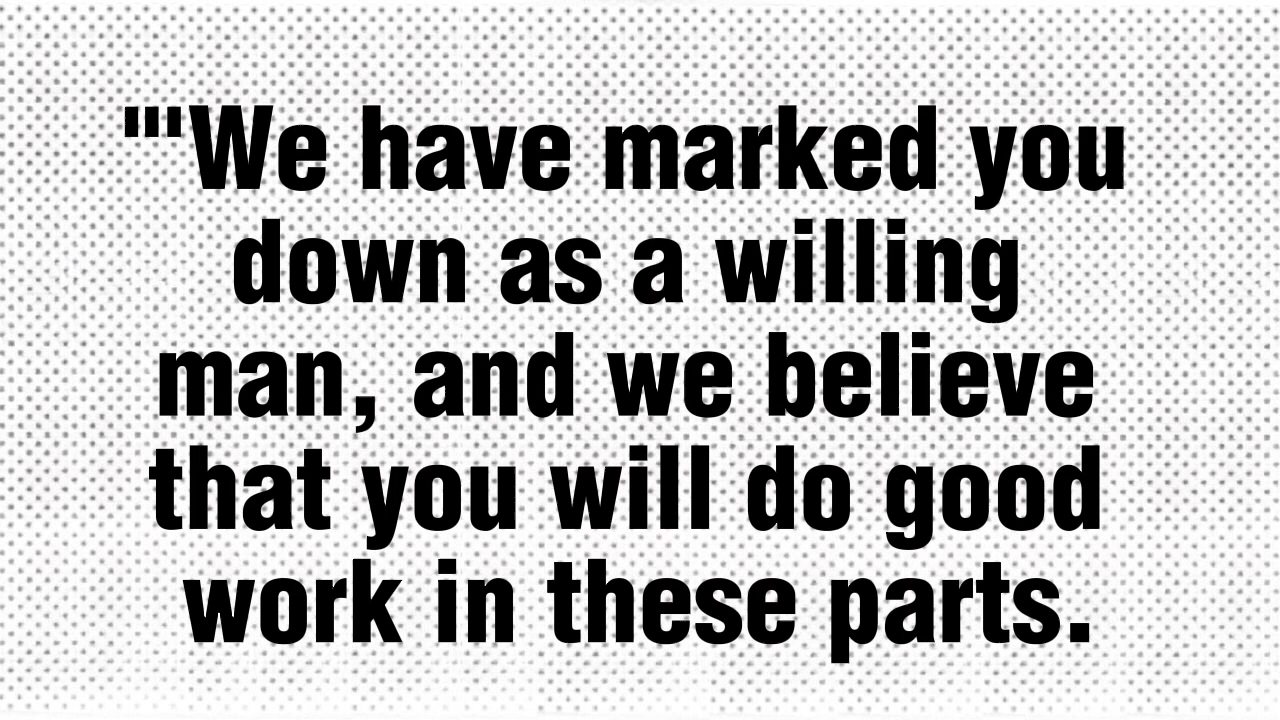 "'We have marked you
down as a willing
man, and we believe
that you will do good
work in these parts.